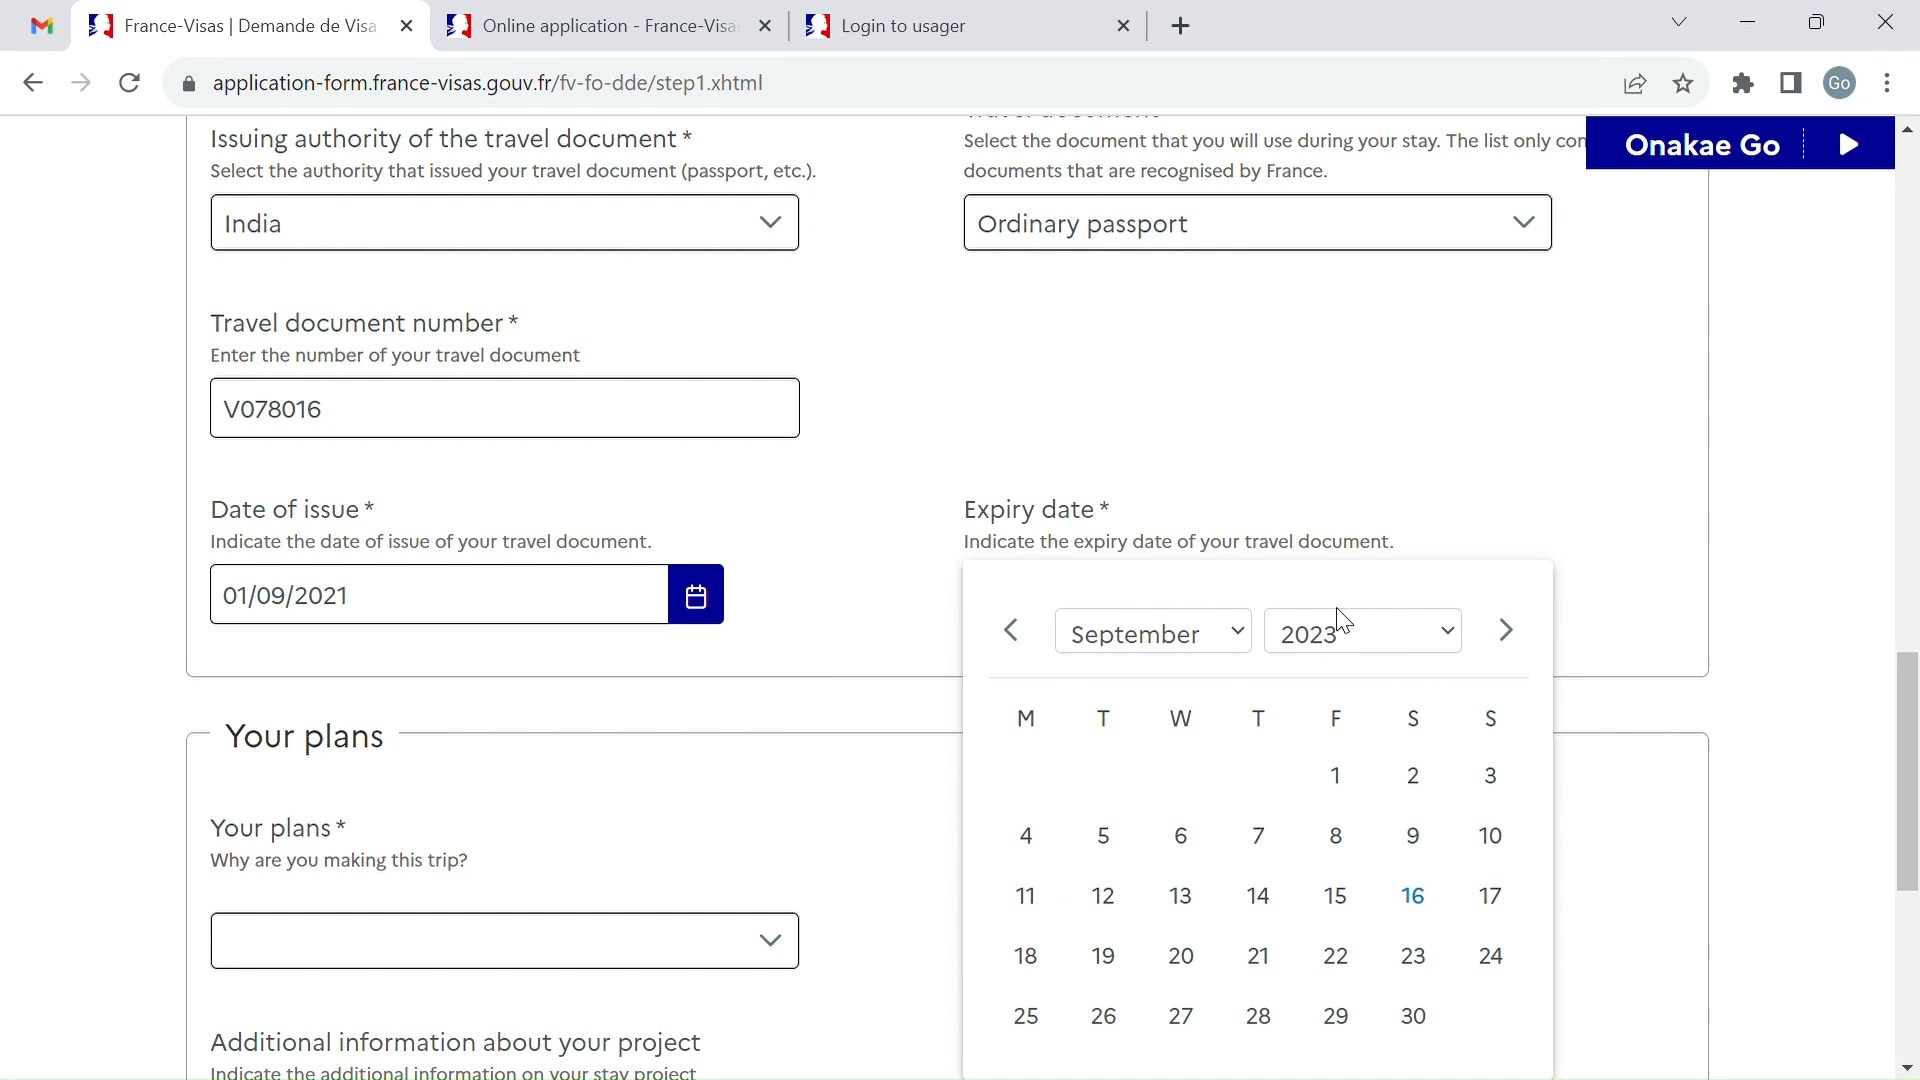 France-Visas | Demande de Visa
Online application - France-Visa
Login to usager
application-form.france-visas.gouv.fr/fv-fo-dde/step1.xhtml
Go
Onakae Go
Issuing authority of the travel document *
Select the authority that issued your travel document (passport, etc.).
India
Select the document that you will use during your stay. The list only con
documents that are recognised by France.
Ordinary passport
Travel document number *
Enter the number of your travel document
V078016
Date of issue *
Indicate the date of issue of your travel document.
01/09/2021
Expiry date *
Indicate the expiry date of your travel document.
September 2023
M T W T F S S
1 2 3
4 5 6 7 8 9 10
11 12 13 14 15 16 17
18 19 20 21 22 23 24
25 26 27 28 29 30
Your plans
Your plans *
Why are you making this trip?
Additional information about your project
Indicate the additional information on your stay project